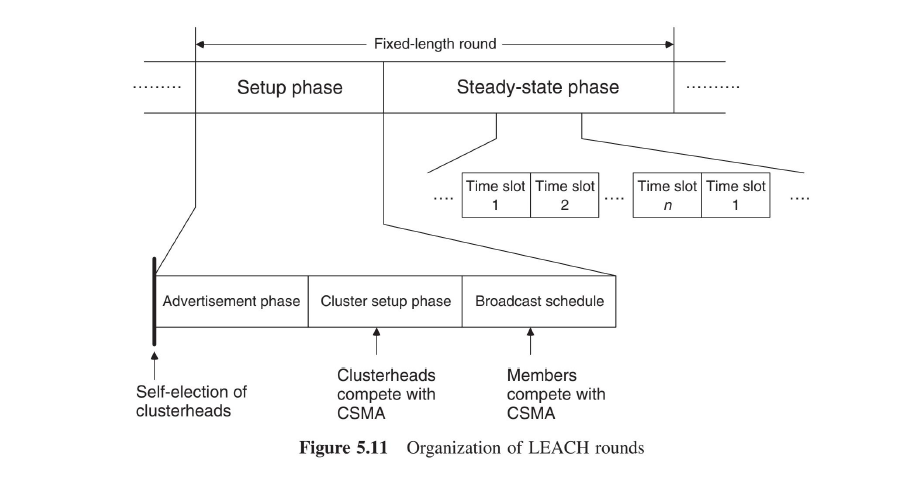 Fixed-length round
......... Setup phase Steady-state phase .........
.... Time slot Time slot .... Time slot Time slot ....
1 2 n 1
Advertisement phase Cluster setup phase Broadcast schedule
Self-election of
clusterheads
Clusterheads
compete with
CSMA
Members
compete with
CSMA
Figure 5.11 Organization of LEACH rounds